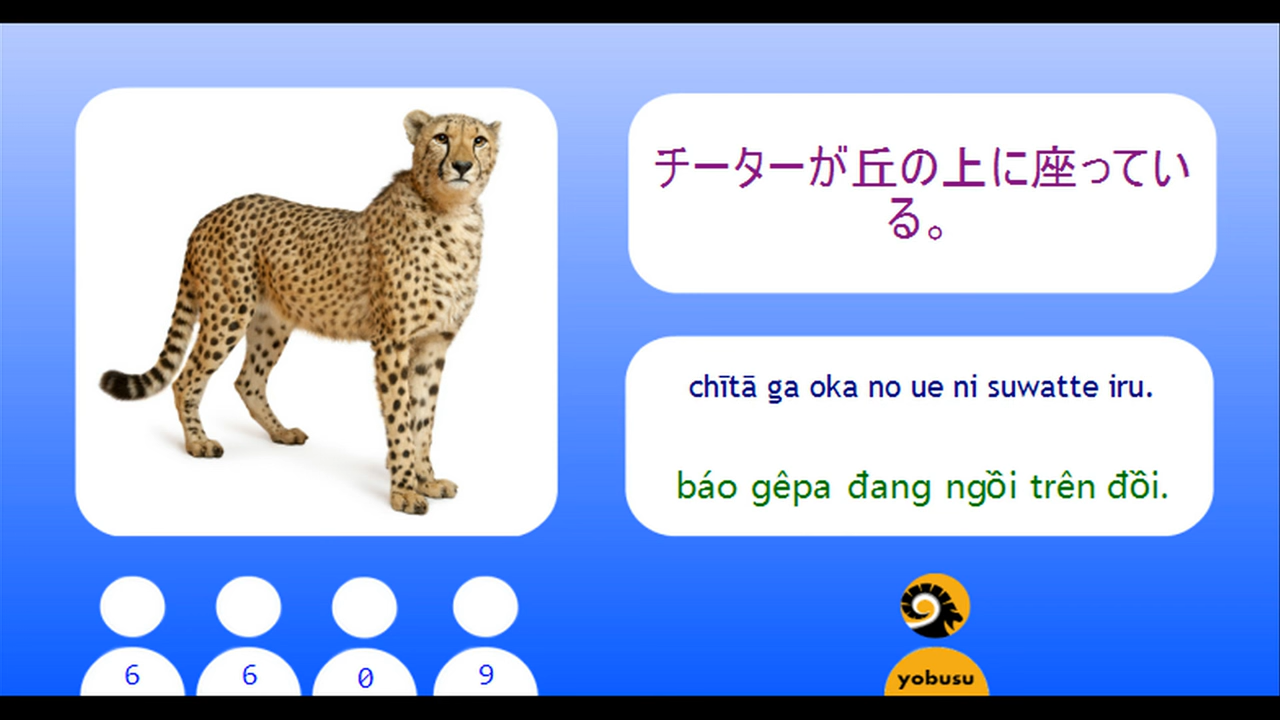 チーターが丘の上に座ってい
る。
chītā ga oka no ue ni suwatte iru.
báo gêpa đang ngồi trên đồi.
6 6 0 9
yobusu